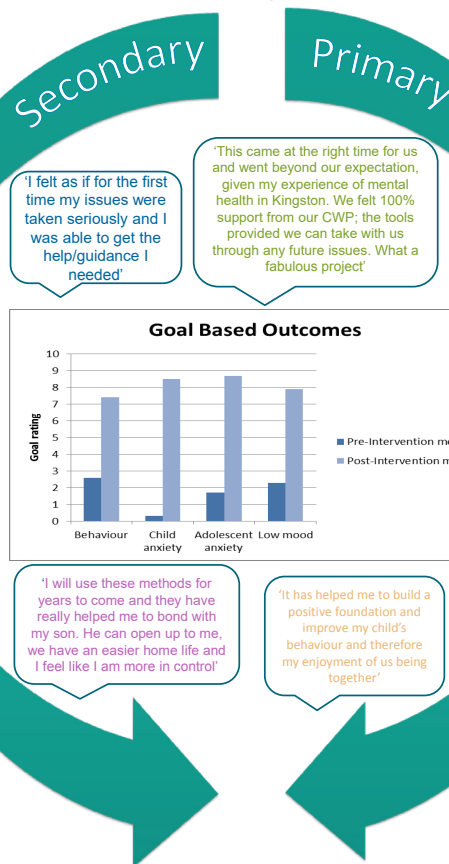 Secondary
Primary
‘I felt as if for the first
time my issues were
taken seriously and I
was able to get the
help/guidance I
needed’
‘This came at the right time for us
and went beyond our expectation,
given my experience of mental
health in Kingston. We felt 100%
support from our CWP; the tools
provided we can take with us
through any future issues. What a
fabulous project’
Goal Based Outcomes
Goal rating
10
9
8
7
6
5
4
3
2
1
0
Behaviour
Child
anxiety
Adolescent
anxiety
Low mood
Pre-Intervention me
Post-Intervention m
‘I will use these methods for
years to come and they have
really helped me to bond with
my son. He can open up to me,
we have an easier home life and
I feel like I am more in control’
‘It has helped me to build a
positive foundation and
improve my child’s
behaviour and therefore
my enjoyment of us being
together’